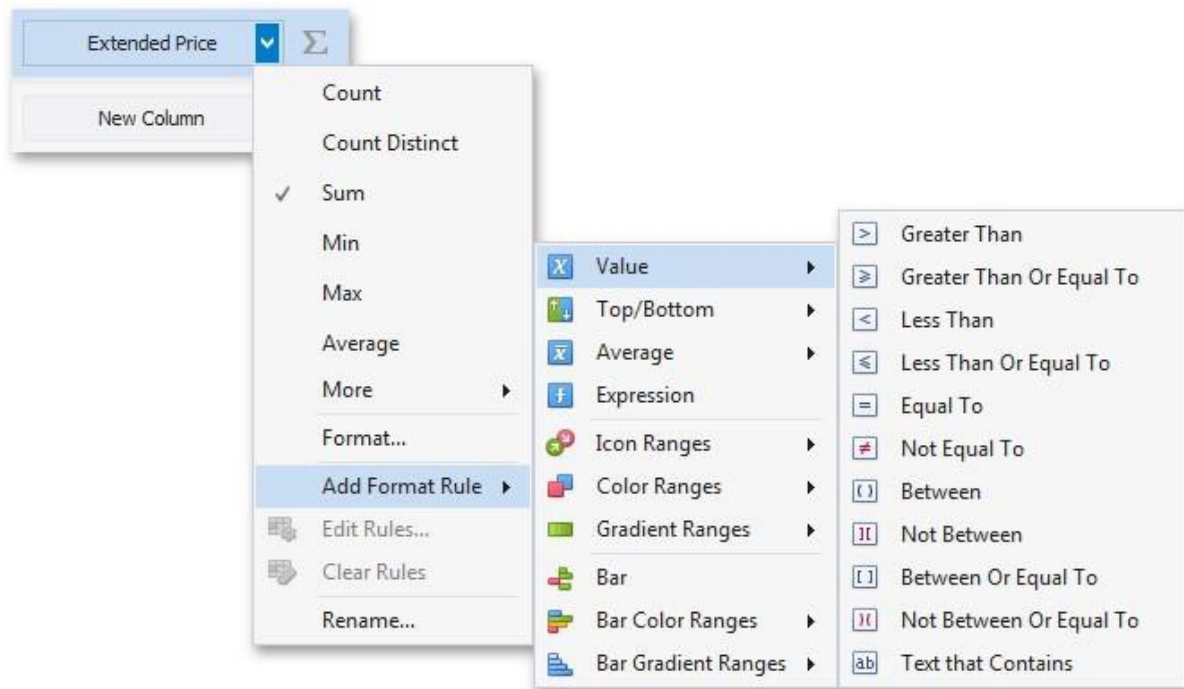 Extended Price
Σ
New Column
Count
Count Distinct
Sum
Min
Max
Average
More
Format...
Add Format Rule
Edit Rules...
Clear Rules
Rename...
Value
Top/Bottom
Average
Expression
Icon Ranges
Color Ranges
Gradient Ranges
Bar
Bar Color Ranges
Bar Gradient Ranges
> Greater Than
⩾ Greater Than Or Equal To
< Less Than
⩽ Less Than Or Equal To
= Equal To
≠ Not Equal To
() Between
][ Not Between
[] Between Or Equal To
)( Not Between Or Equal To
ab Text that Contains